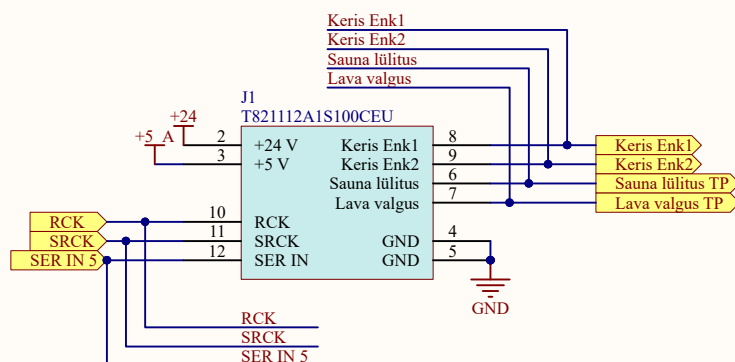 Keris Enk1
Keris Enk2
Sauna lülitus
Lava valgus
J1
T821112A1S100CEU
+24
+5 A
2 +24 V Keris Enk1 8 Keris Enk1
3 +5 V Keris Enk2 9 Keris Enk2
Sauna lülitus 6 Sauna lülitus TP
Lava valgus 7 Lava valgus TP
RCK 10 RCK
SRCK 11 SRCK GND 4
SER IN 5 12 SER IN GND 5
GND
RCK
SRCK
SER IN 5